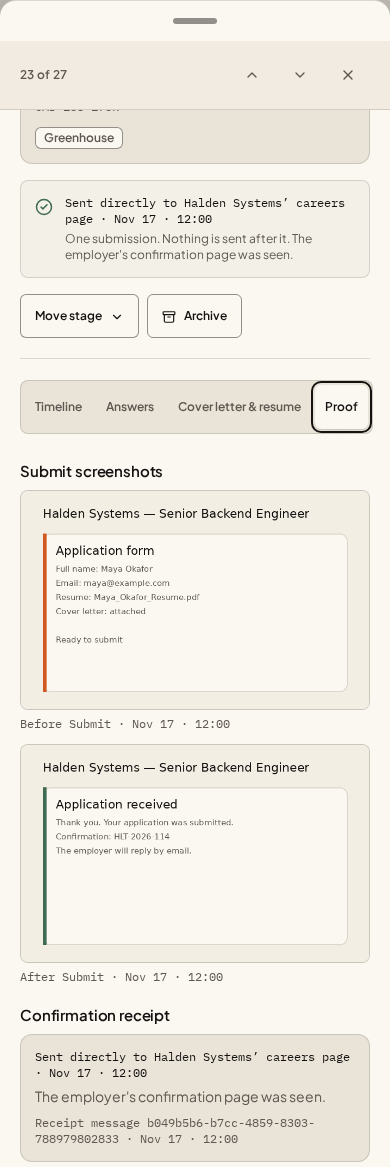 23 of 27
Greenhouse
Sent directly to Halden Systems’ careers
page · Nov 17 · 12:00
One submission. Nothing is sent after it. The
employer's confirmation page was seen.
Move stage
Archive
Timeline
Answers
Cover letter & resume
Proof
Submit screenshots
Halden Systems — Senior Backend Engineer
Application form
Full name: Maya Okafor
Email: maya@example.com
Resume: Maya_Okafor_Resume.pdf
Cover letter: attached
Ready to submit
Before Submit · Nov 17 · 12:00
Halden Systems — Senior Backend Engineer
Application received
Thank you. Your application was submitted.
Confirmation: HLT-2026-114
The employer will reply by email.
After Submit · Nov 17 · 12:00
Confirmation receipt
Sent directly to Halden Systems’ careers page
· Nov 17 · 12:00
The employer's confirmation page was seen.
Receipt message b049b5b6-b7cc-4859-8303-
788979802833 · Nov 17 · 12:00